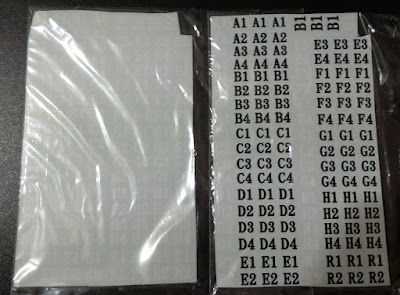 A1 A1 A1
B1 B1 B1
A2 A2 A2
A3 A3 A3
A4 A4 A4
B1 B1 B1
B2 B2 B2
B3 B3 B3
B4 B4 B4
C1 C1 C1
C2 C2 C2
C3 C3 C3
C4 C4 C4
D1 D1 D1
D2 D2 D2
D3 D3 D3
D4 D4 D4
E1 E1 E1
E2 E2 E2
E3 E3 E3
E4 E4 E4
F1 F1 F1
F2 F2 F2
F3 F3 F3
F4 F4 F4
G1 G1 G1
G2 G2 G2
G3 G3 G3
G4 G4 G4
H1 H1 H1
H2 H2 H2
H3 H3 H3
H4 H4 H4
R1 R1 R1
R2 R2 R2